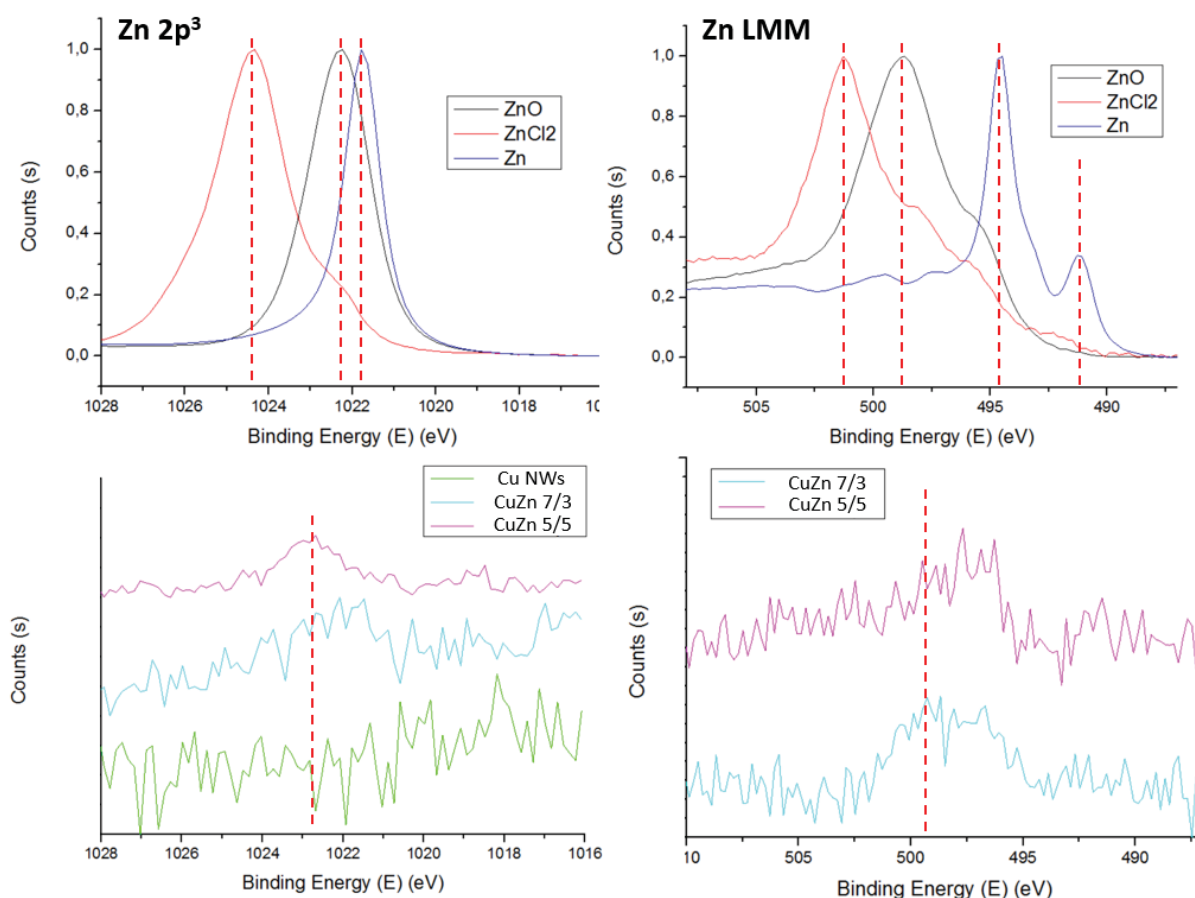 Zn 2p³
1,0
0,8
0,6
0,4
0,2
0,0
Counts (s)
ZnO
ZnCl2
Zn
1028 1026 1024 1022 1020 1018 10
Binding Energy (E) (eV)
Zn LMM
1,0
0,8
0,6
0,4
0,2
0,0
Counts (s)
ZnO
ZnCl2
Zn
505 500 495 490
Binding Energy (E) (eV)
Counts (s)
Cu NWs
CuZn 7/3
CuZn 5/5
1028 1026 1024 1022 1020 1018 1016
Binding Energy (E) (eV)
Counts (s)
CuZn 7/3
CuZn 5/5
10 505 500 495 490
Binding Energy (E) (eV)